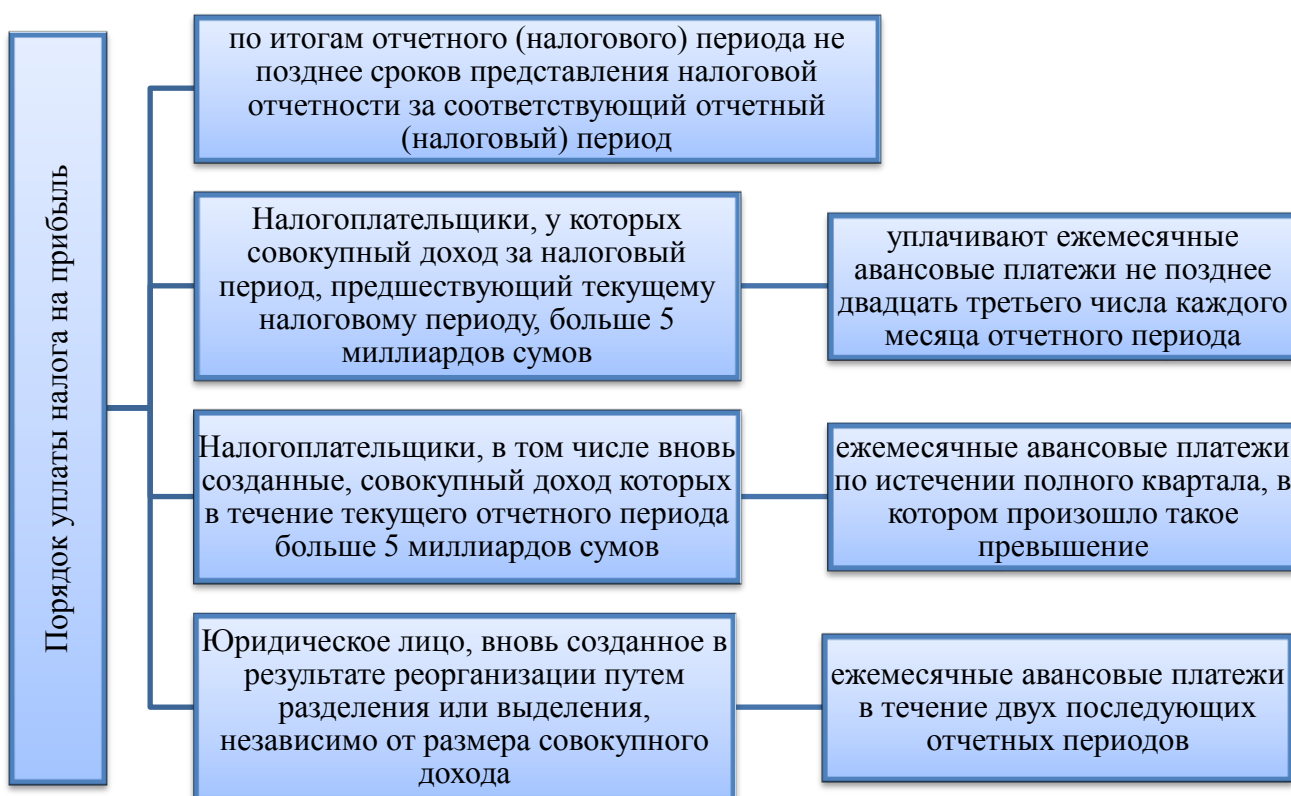 Порядок уплаты налога на прибыль
по итогам отчетного (налогового) периода не
позднее сроков представления налоговой
отчетности за соответствующий отчетный
(налоговый) период
Налогоплательщики, у которых
совокупный доход за налоговый
период, предшествующий текущему
налоговому периоду, больше 5
миллиардов сумов
уплачивают ежемесячные
авансовые платежи не позднее
двадцать третьего числа каждого
месяца отчетного периода
Налогоплательщики, в том числе вновь
созданные, совокупный доход которых
в течение текущего отчетного периода
больше 5 миллиардов сумов
ежемесячные авансовые платежи
по истечении полного квартала, в
котором произошло такое
превышение
Юридическое лицо, вновь созданное в
результате реорганизации путем
разделения или выделения,
независимо от размера совокупного
дохода
ежемесячные авансовые платежи
в течение двух последующих
отчетных периодов